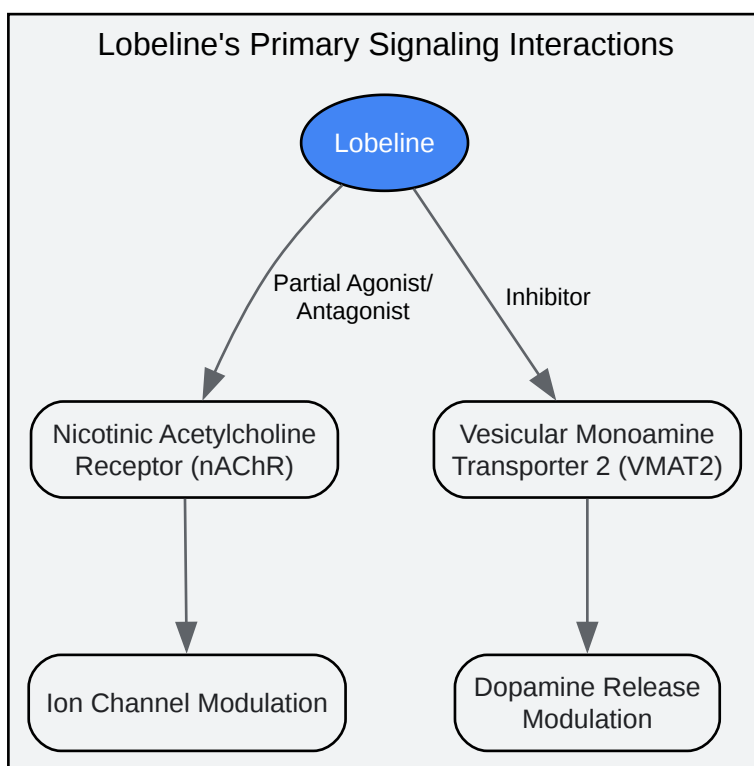 Lobeline's Primary Signaling Interactions
Lobeline
Partial Agonist/
Antagonist
Inhibitor
Nicotinic Acetylcholine
Receptor (nAChR)
Vesicular Monoamine
Transporter 2 (VMAT2)
Ion Channel Modulation
Dopamine Release
Modulation